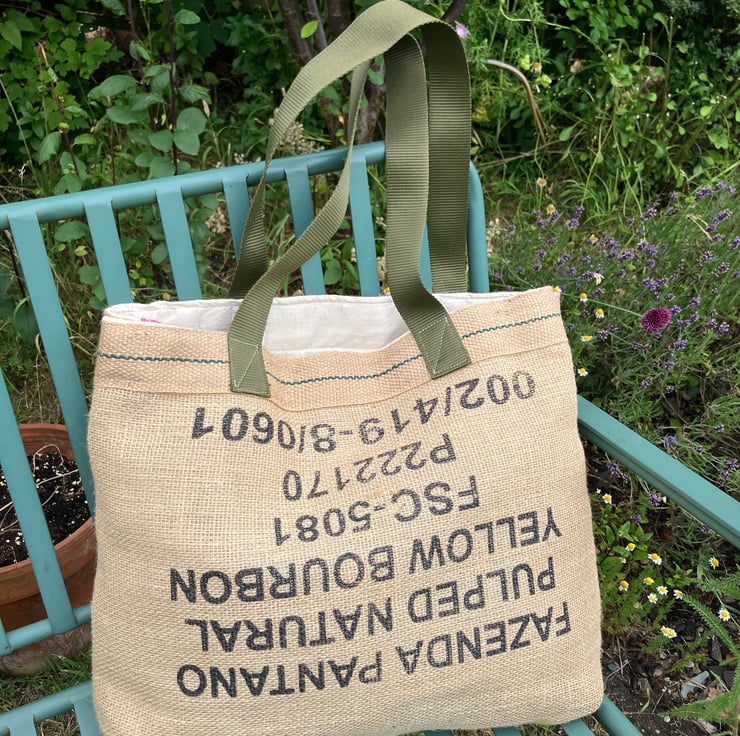 FAZENDA PANTANO
PULPED NATURAL
YELLOW BOURBON
FSC-5081
P222170
002/419-8/0601